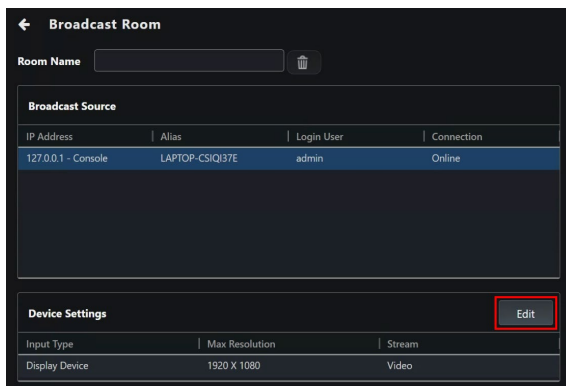 Broadcast Room
Room Name
Broadcast Source
IP Address Alias Login User Connection
127.0.0.1 - Console LAPTOP-CSIQI37E admin Online
Device Settings Edit
Input Type Max Resolution Stream
Display Device 1920 X 1080 Video